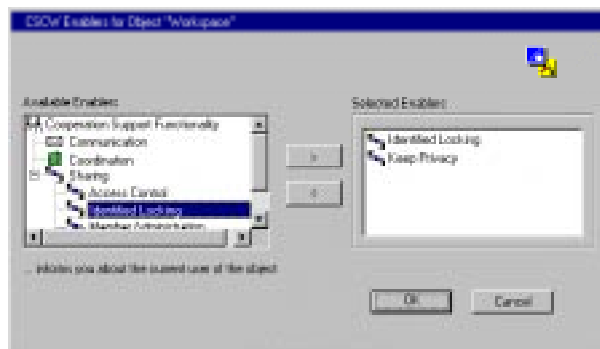 CSCW Enablers for Object "Workspace"
Available Enablers
Cooperation Support Functionality
Communication
Coordination
Sharing
Access Control
Identified Locking
Member Administration
>
<
Selected Enablers
Identified Locking
Keep Privacy
... informs you about the current user of the object
OK
Cancel